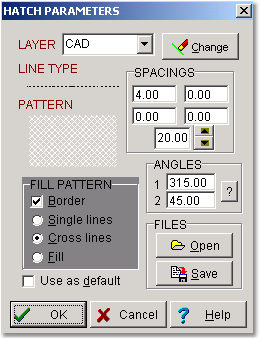 HATCH PARAMETERS
LAYER CAD Change
LINE TYPE
SPACINGS
4.00 0.00
0.00 0.00
20.00
PATTERN
ANGLES
1 315.00
2 45.00
?
FILL PATTERN
Border
Single lines
Cross lines
Fill
Use as default
FILES
Open
Save
OK Cancel ? Help